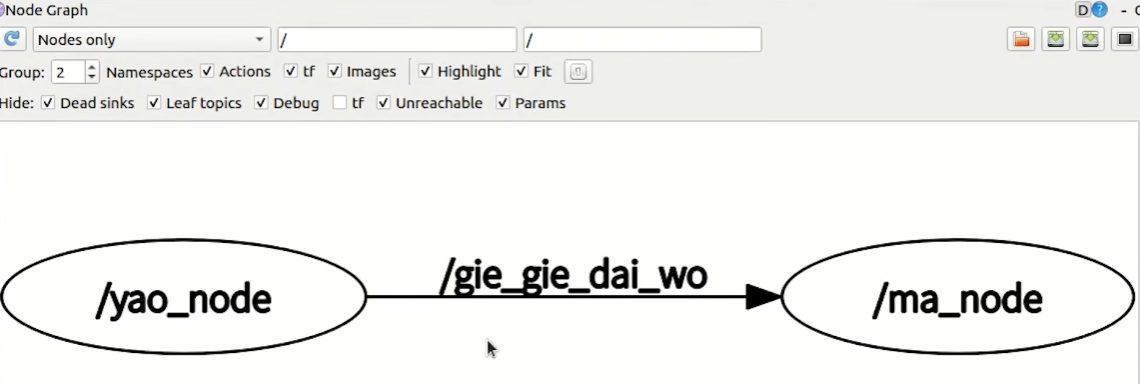 Node Graph
D ? -
Nodes only / /
Group: 2 Namespaces Actions tf Images Highlight Fit
Hide: Dead sinks Leaf topics Debug tf Unreachable Params
/yao_node /gie_gie_dai_wo /ma_node